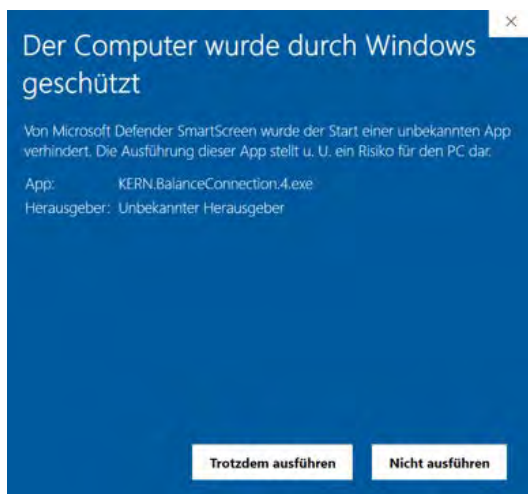 Der Computer wurde durch Windows
geschützt
Von Microsoft Defender SmartScreen wurde der Start einer unbekannten App
verhindert. Die Ausführung dieser App stellt u. U. ein Risiko für den PC dar.
App: KERN.BalanceConnection.4.exe
Herausgeber: Unbekannter Herausgeber
Trotzdem ausführen Nicht ausführen